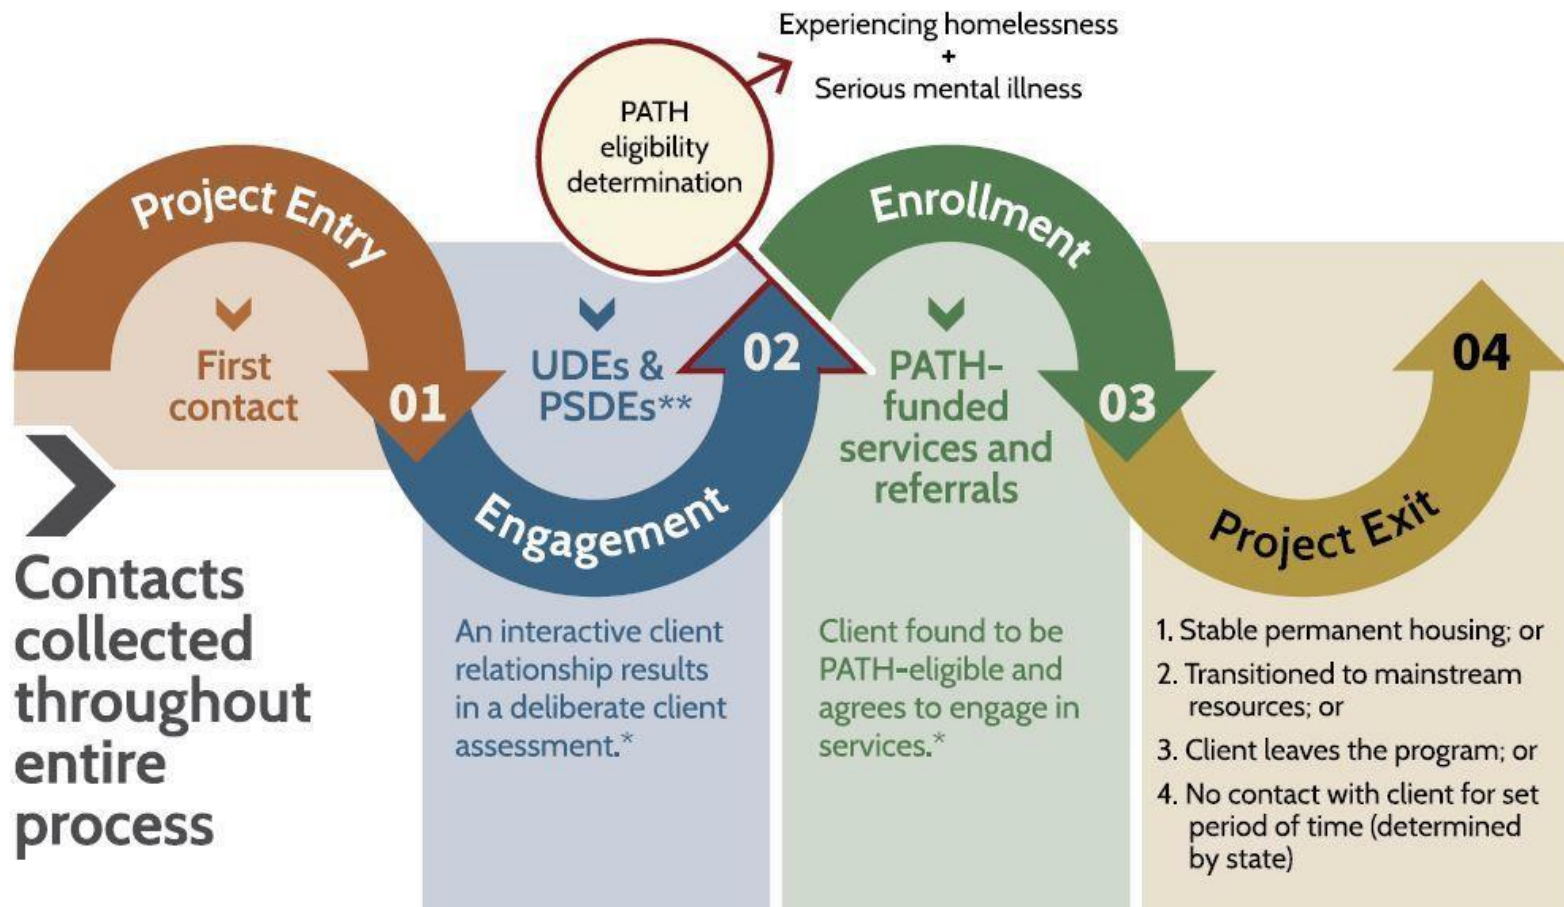 Experiencing homelessness
+
Serious mental illness
PATH
eligibility
determination
Project Entry
First
contact
01
Contacts
collected
throughout
entire
process
UDEs &
PSDEs**
02
Engagement
An interactive client
relationship results
in a deliberate client
assessment.*
Enrollment
PATH-
funded
services and
referrals
03
Client found to be
PATH-eligible and
agrees to engage in
services.*
04
Project Exit
1. Stable permanent housing; or
2. Transitioned to mainstream
resources; or
3. Client leaves the program; or
4. No contact with client for set
period of time (determined
by state)